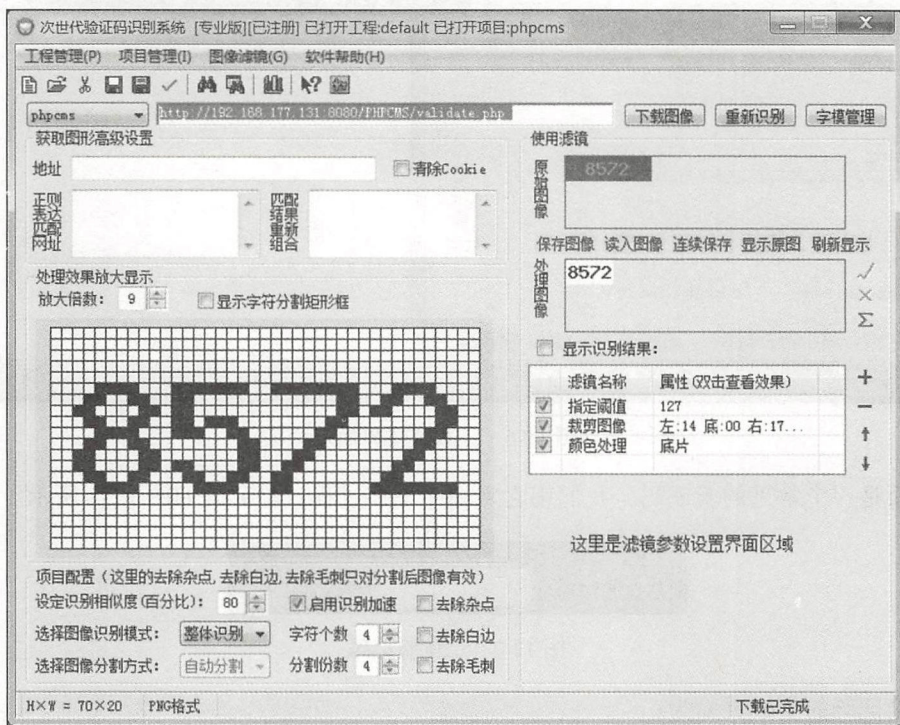 次世代验证码识别系统 [专业版][已注册] 已打开工程:default 已打开项目:phpcms
工程管理(P) 项目管理(I) 图像滤镜(G) 软件帮助(H)
phpcms http://192.168.177.131:8080/PHPCMS/validate.php 下载图像 重新识别 字模管理
获取图形高级设置
地址 清除Cookie
正则表达匹配网址 匹配结果重新组合
处理效果放大显示
放大倍数: 9 显示字符分割矩形框
8572
项目配置(这里的去除杂点,去除白边,去除毛刺只对分割后图像有效)
设定识别相似度(百分比): 80 启用识别加速 去除杂点
选择图像识别模式: 整体识别 字符个数 4 去除白边
选择图像分割方式: 自动分割 分割份数 4 去除毛刺
使用滤镜
原始图像 8572
保存图像 读入图像 连续保存 显示原图 刷新显示
处理图像 8572
显示识别结果:
滤镜名称 属性(双击查看效果)
指定阈值 127
裁剪图像 左:14 底:00 右:17...
颜色处理 底片
这里是滤镜参数设置界面区域
H×W = 70×20 PNG格式 下载已完成